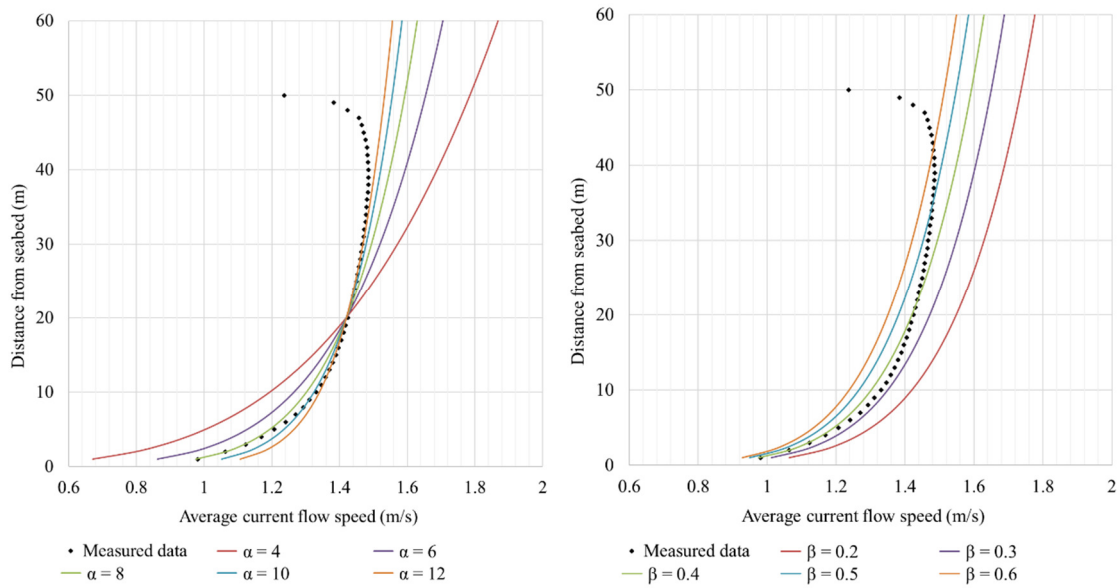 60
50
40
30
20
10
0
Distance from seabed (m)
0.6 0.8 1 1.2 1.4 1.6 1.8 2
Average current flow speed (m/s)
Measured data α = 4 α = 6
α = 8 α = 10 α = 12
60
50
40
30
20
10
0
Distance from seabed (m)
0.6 0.8 1 1.2 1.4 1.6 1.8 2
Average current flow speed (m/s)
Measured data β = 0.2 β = 0.3
β = 0.4 β = 0.5 β = 0.6